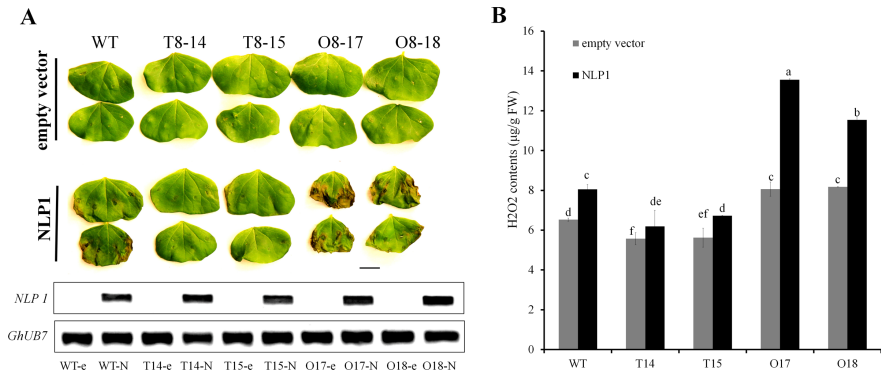 A
WT T8-14 T8-15 O8-17 O8-18
empty vector
NLP1
NLP 1
GhUB7
WT-e WT-N T14-e T14-N T15-e T15-N O17-e O17-N O18-e O18-N
B
H2O2 contents (μg/g FW)
16
14
12
10
8
6
4
2
0
empty vector
NLP1
d c f de ef d c a c b
WT T14 T15 O17 O18